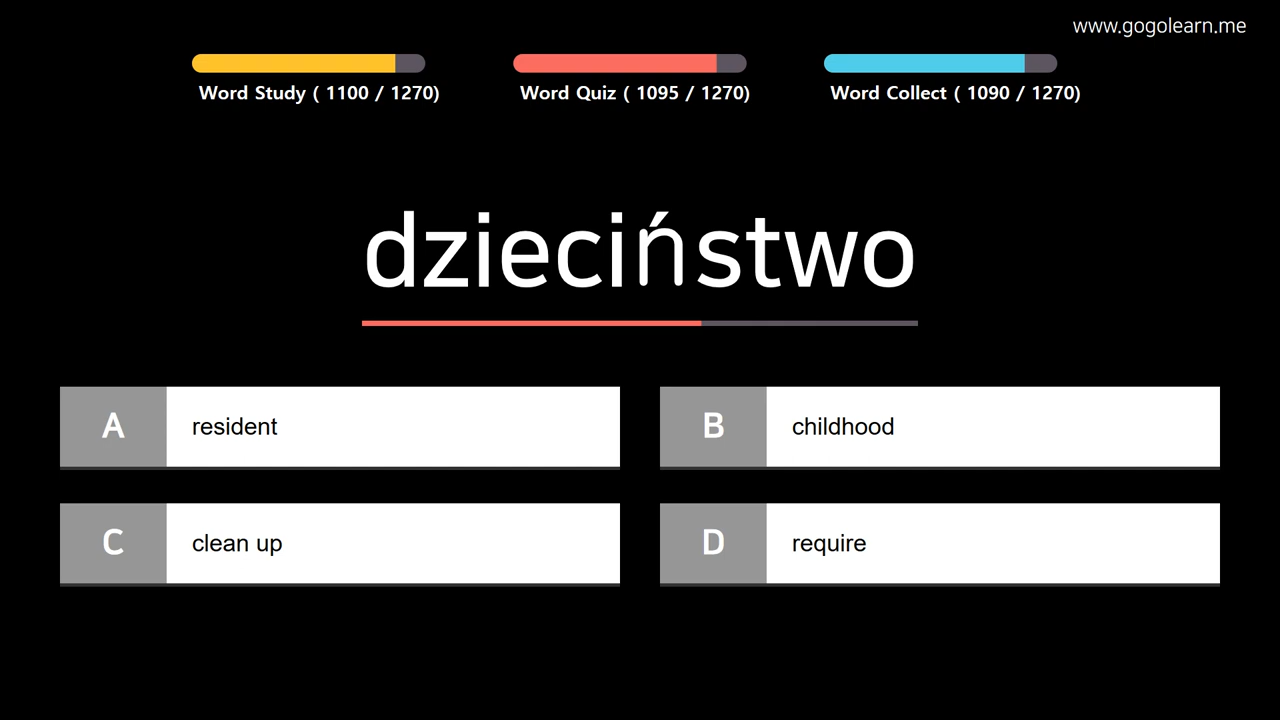 www.gogolearn.me
Word Study ( 1100 / 1270)
Word Quiz ( 1095 / 1270)
Word Collect ( 1090 / 1270)
dzieciństwo
A resident
B childhood
C clean up
D require